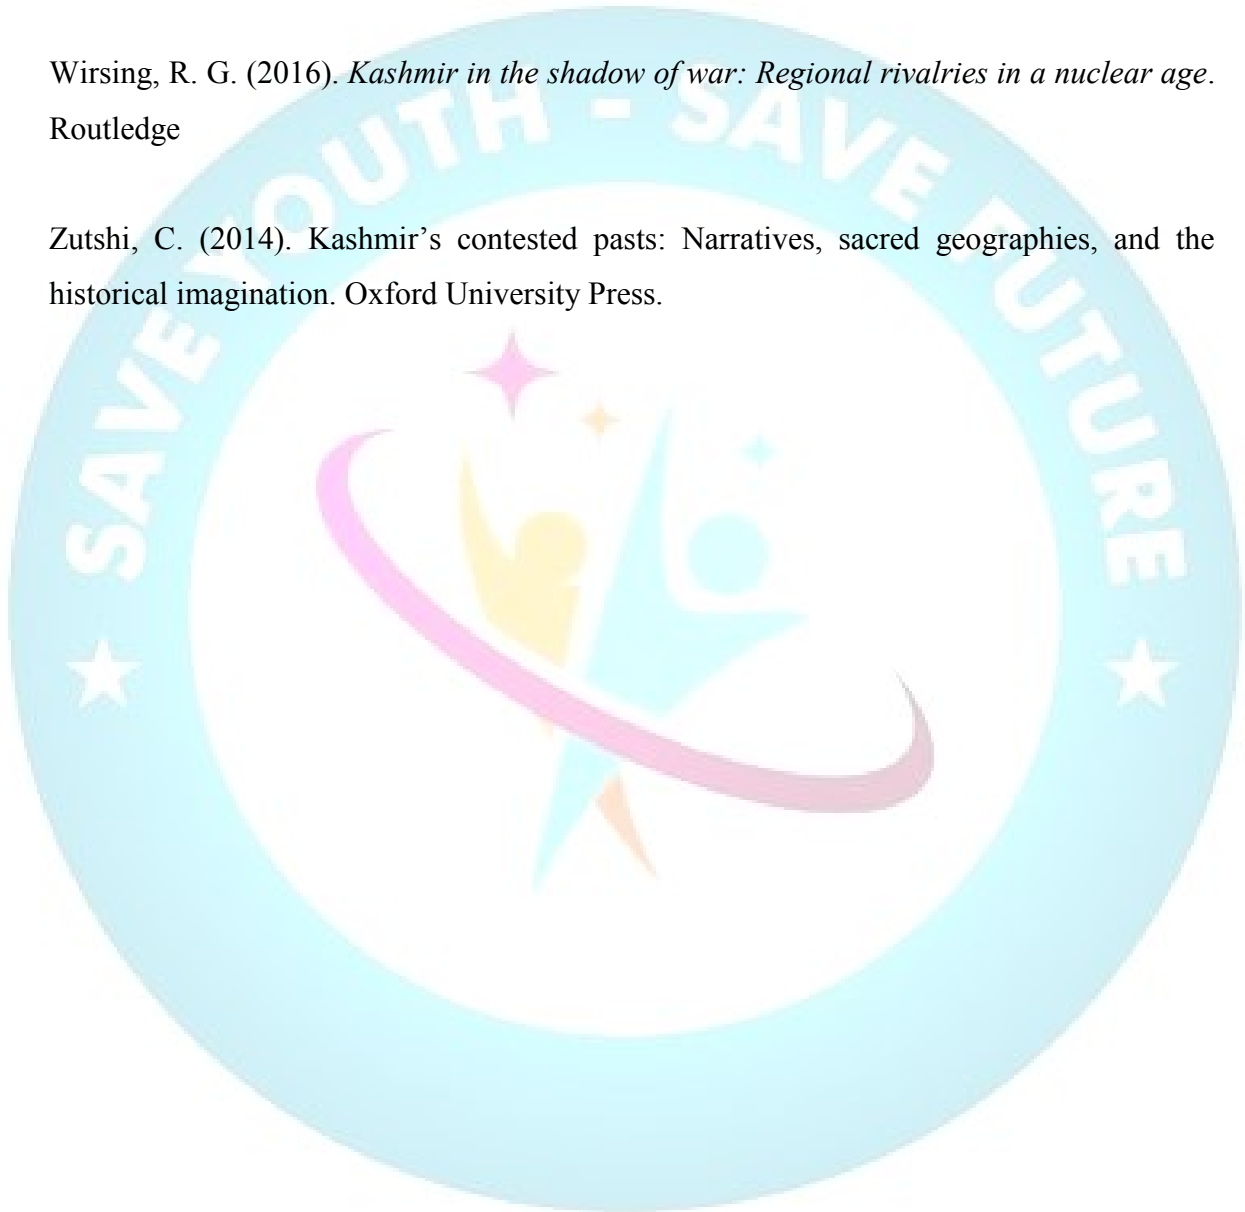 Wirsing, R. G. (2016). Kashmir in the shadow of war: Regional rivalries in a nuclear age.
Routledge
Zutshi, C. (2014). Kashmir’s contested pasts: Narratives, sacred geographies, and the
historical imagination. Oxford University Press.
SAVE YOUTH - SAVE FUTURE